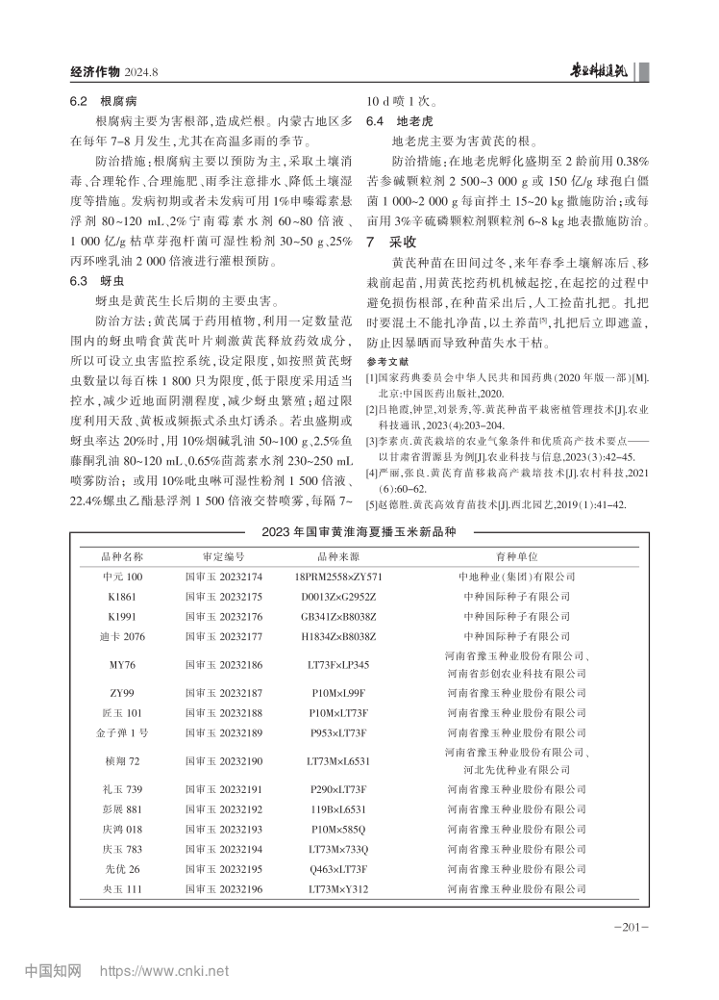 经济作物 2024.8
农业科技通讯
6.2 根腐病
根腐病主要为害根部,造成烂根。内蒙古地区多
在每年 7-8 月发生,尤其在高温多雨的季节。
防治措施:根腐病主要以预防为主,采取土壤消
毒、合理轮作、合理施肥、雨季注意排水、降低土壤湿
度等措施。发病初期或者未发病可用 1%申嗪霉素悬
浮剂 80~120 mL、2%宁南霉素水剂 60~80 倍液、
1 000 亿/g 枯草芽孢杆菌可湿性粉剂 30~50 g、25%
丙环唑乳油 2 000 倍液进行灌根预防。
6.3 蚜虫
蚜虫是黄芪生长后期的主要虫害。
防治方法:黄芪属于药用植物,利用一定数量范
围内的蚜虫啃食黄芪叶片刺激黄芪释放药效成分,
所以可设立虫害监控系统,设定限度,如按照黄芪蚜
虫数量以每百株 1 800 只为限度,低于限度采用适当
控水,减少近地面阴潮程度,减少蚜虫繁殖;超过限
度利用天敌、黄板或频振式杀虫灯诱杀。若虫盛期或
蚜虫率达 20%时,用 10%烟碱乳油 50~100 g、2.5%鱼
藤酮乳油 80~120 mL、0.65%茴蒿素水剂 230~250 mL
喷雾防治;或用 10%吡虫啉可湿性粉剂 1 500 倍液、
22.4%螺虫乙酯悬浮剂 1 500 倍液交替喷雾,每隔 7~
10 d 喷 1 次。
6.4 地老虎
地老虎主要为害黄芪的根。
防治措施:在地老虎孵化盛期至 2 龄前用 0.38%
苦参碱颗粒剂 2 500~3 000 g 或 150 亿/g 球孢白僵
菌 1 000~2 000 g 每亩拌土 15~20 kg 撒施防治;或每
亩用 3%辛硫磷颗粒剂颗粒剂 6~8 kg 地表撒施防治。
7 采收
黄芪种苗在田间过冬,来年春季土壤解冻后、移
栽前起苗,用黄芪挖药机机械起挖,在起挖的过程中
避免损伤根部,在种苗采出后,人工捡苗扎把。扎把
时要混土不能扎净苗,以土养苗[5],扎把后立即遮盖,
防止因暴晒而导致种苗失水干枯。
参考文献
[1]国家药典委员会中华人民共和国药典(2020 年版一部)[M].
北京:中国医药出版社,2020.
[2]吕艳霞,钟罡,刘景秀,等.黄芪种苗平栽密植管理技术[J].农业
科技通讯,2023(4):203-204.
[3]李素贞.黄芪栽培的农业气象条件和优质高产技术要点——
以甘肃省渭源县为例[J].农业科技与信息,2023(3):42-45.
[4]严丽,张良.黄芪育苗移栽高产栽培技术[J].农村科技,2021
(6):60-62.
[5]赵德胜.黄芪高效育苗技术[J].西北园艺,2019(1):41-42.
2023 年国审黄淮海夏播玉米新品种
品种名称 审定编号 品种来源 育种单位
中元 100 国审玉 20232174 18PRM2558×ZY571 中地种业(集团)有限公司
K1861 国审玉 20232175 D0013Z×G2952Z 中种国际种子有限公司
K1991 国审玉 20232176 GB341Z×B8038Z 中种国际种子有限公司
迪卡 2076 国审玉 20232177 H1834Z×B8038Z 中种国际种子有限公司
MY76 国审玉 20232186 LT73F×LP345 河南省豫玉种业股份有限公司、
河南省彭创农业科技有限公司
ZY99 国审玉 20232187 P10M×L99F 河南省豫玉种业股份有限公司
匠玉 101 国审玉 20232188 P10M×LT73F 河南省豫玉种业股份有限公司
金子弹 1 号 国审玉 20232189 P953×LT73F 河南省豫玉种业股份有限公司
桢翔 72 国审玉 20232190 LT73M×L6531 河南省豫玉种业股份有限公司、
河北先优种业有限公司
礼玉 739 国审玉 20232191 P290×LT73F 河南省豫玉种业股份有限公司
彭展 881 国审玉 20232192 119B×L6531 河南省豫玉种业股份有限公司
庆鸿 018 国审玉 20232193 P10M×585Q 河南省豫玉种业股份有限公司
庆玉 783 国审玉 20232194 LT73M×733Q 河南省豫玉种业股份有限公司
先优 26 国审玉 20232195 Q463×LT73F 河南省豫玉种业股份有限公司
央玉 111 国审玉 20232196 LT73M×Y312 河南省豫玉种业股份有限公司
-201-
中国知网 https://www.cnki.net